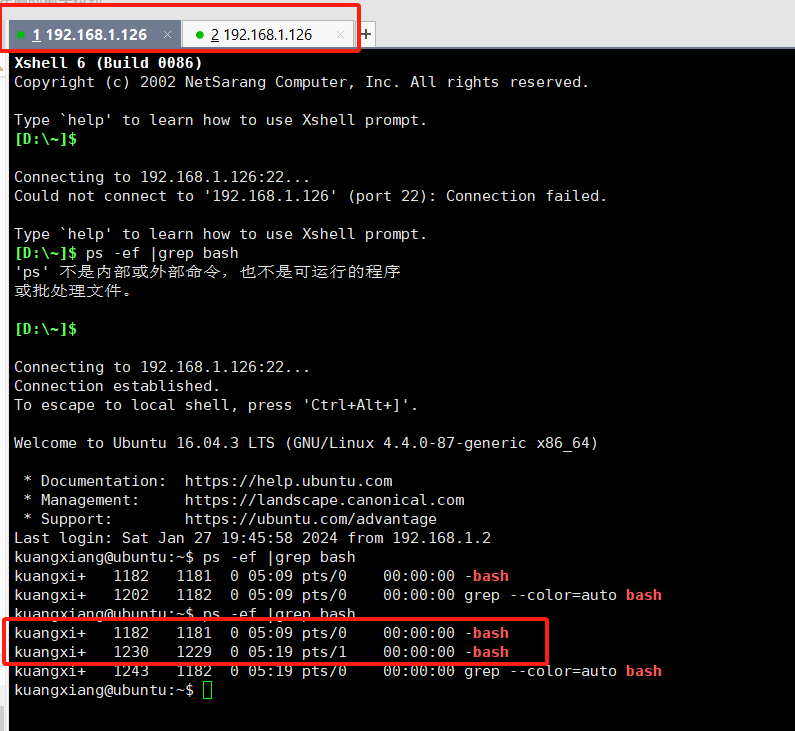 1 192.168.1.126 × 2 192.168.1.126 × +
Xshell 6 (Build 0086)
Copyright (c) 2002 NetSarang Computer, Inc. All rights reserved.
Type `help' to learn how to use Xshell prompt.
[D:\~]$
Connecting to 192.168.1.126:22...
Could not connect to '192.168.1.126' (port 22): Connection failed.
Type `help' to learn how to use Xshell prompt.
[D:\~]$ ps -ef |grep bash
'ps' 不是内部或外部命令，也不是可运行的程序
或批处理文件。
[D:\~]$
Connecting to 192.168.1.126:22...
Connection established.
To escape to local shell, press 'Ctrl+Alt+]'.
Welcome to Ubuntu 16.04.3 LTS (GNU/Linux 4.4.0-87-generic x86_64)
* Documentation:  https://help.ubuntu.com
* Management:     https://landscape.canonical.com
* Support:        https://ubuntu.com/advantage
Last login: Sat Jan 27 19:45:58 2024 from 192.168.1.2
kuangxiang@ubuntu:~$ ps -ef |grep bash
kuangxi+   1182   1181  0 05:09 pts/0    00:00:00 -bash
kuangxi+   1202   1182  0 05:09 pts/0    00:00:00 grep --color=auto bash
kuangxiang@ubuntu:~$ ps -ef |grep bash
kuangxi+   1182   1181  0 05:09 pts/0    00:00:00 -bash
kuangxi+   1230   1229  0 05:19 pts/1    00:00:00 -bash
kuangxi+   1243   1182  0 05:19 pts/0    00:00:00 grep --color=auto bash
kuangxiang@ubuntu:~$